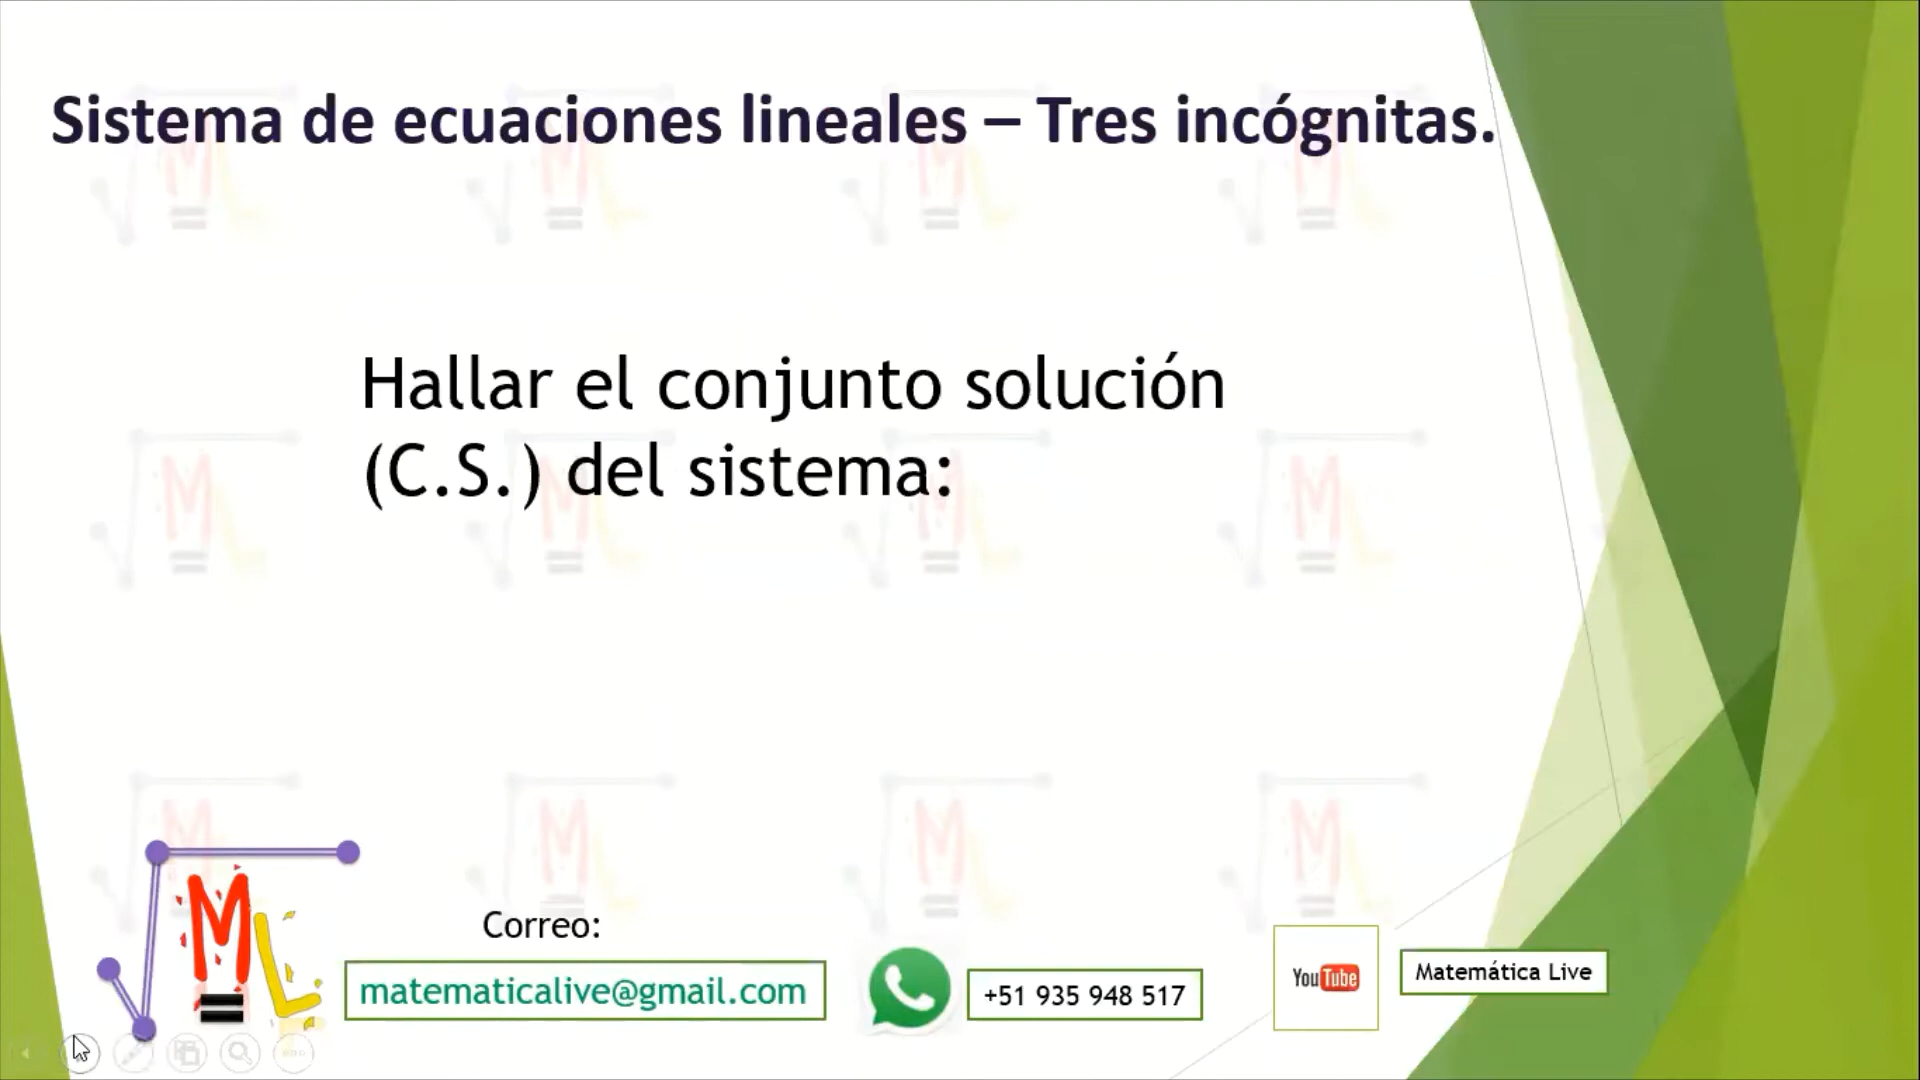 Sistema de ecuaciones lineales – Tres incógnitas.
Hallar el conjunto solución
(C.S.) del sistema:
ML
Correo:
matematicalive@gmail.com
+51 935 948 517
YouTube
Matemática Live